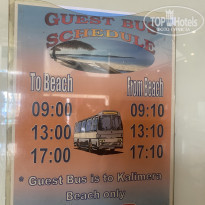 TopHotels
GUEST BUS
SCHEDULE
To Beach from Beach
09:00 09:10
13:00 13:10
17:00 17:10
• Guest Bus is to Kalimera
Beach only